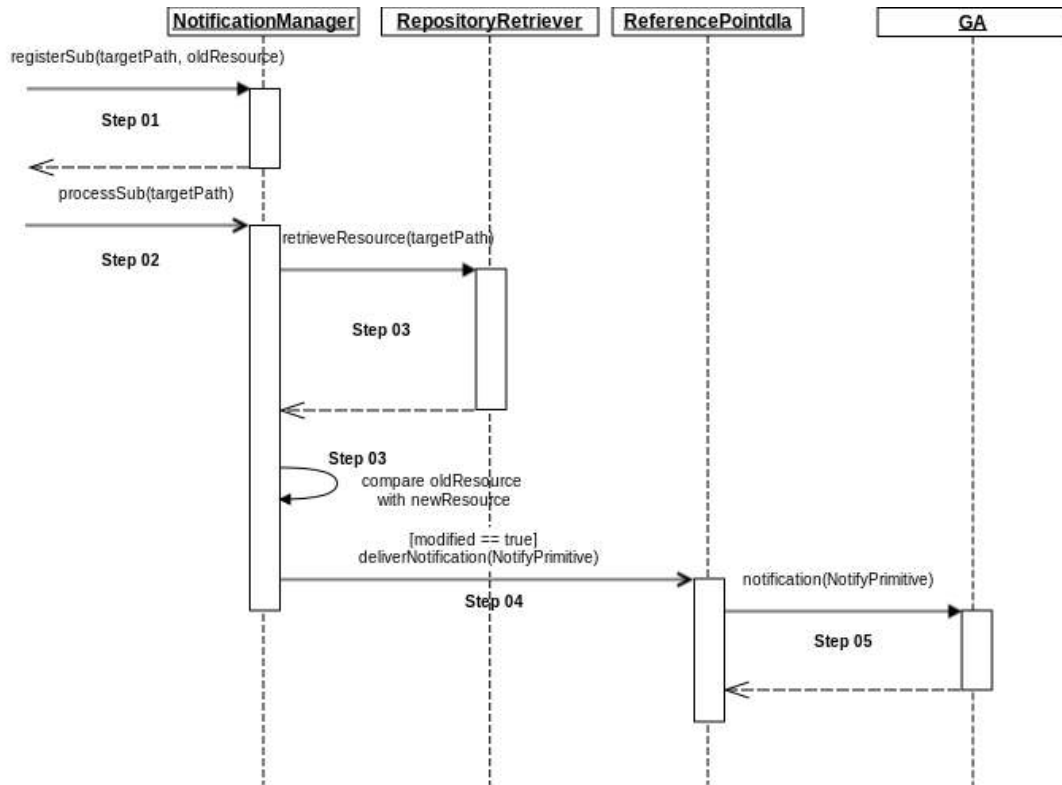 NotificationManager
RepositoryRetriever
ReferencePointdla
GA
registerSub(targetPath, oldResource)
Step 01
processSub(targetPath)
Step 02
retrieveResource(targetPath)
Step 03
Step 03
compare oldResource
with newResource
[modified == true]
deliverNotification(NotifyPrimitive)
Step 04
notification(NotifyPrimitive)
Step 05